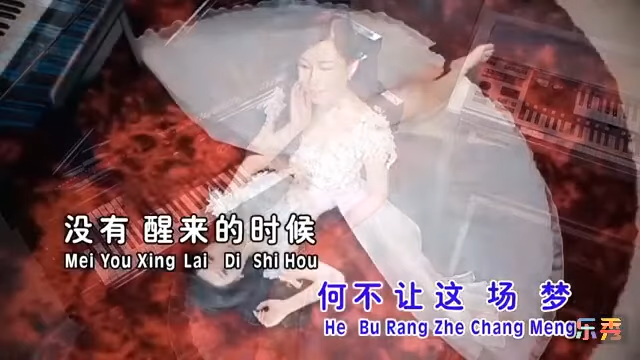 没有 醒来的时候
Mei You Xing Lai Di Shi Hou
何不让这 场 梦
He Bu Rang Zhe Chang Meng
乐秀